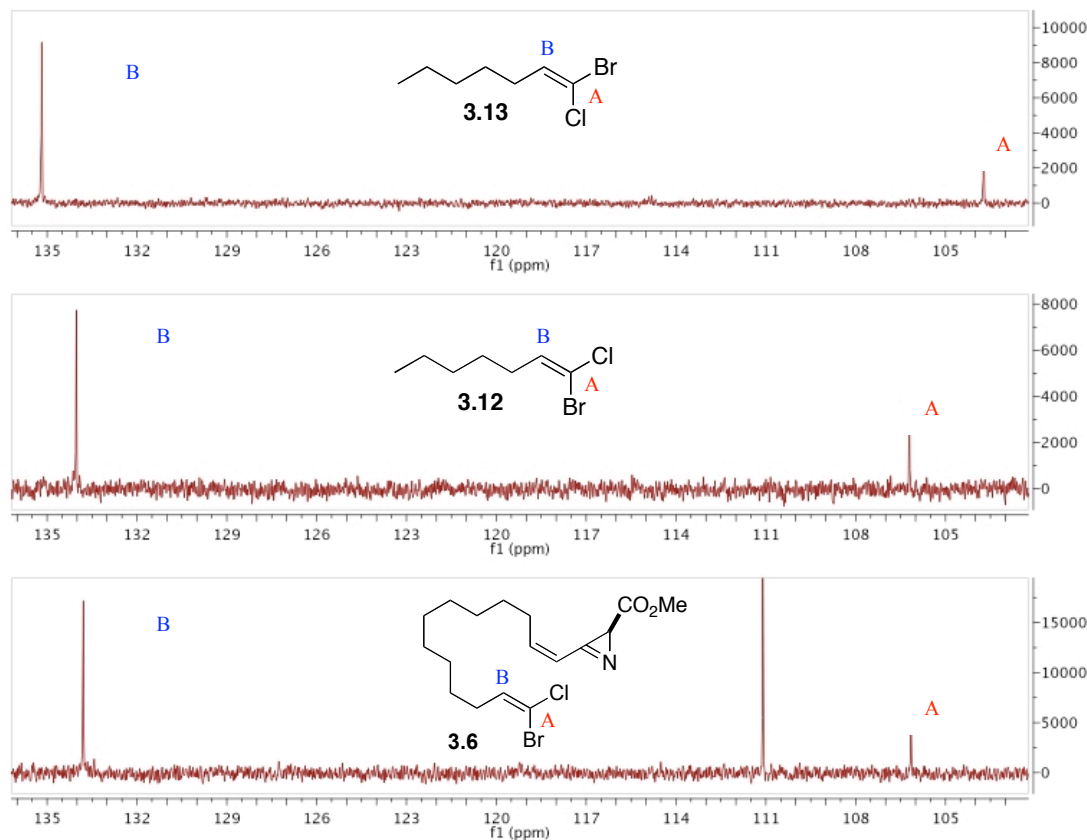 B
A
B
Br
A
Cl
3.13
10000
8000
6000
4000
2000
0
135 132 129 126 123 120 117 114 111 108 105
f1 (ppm)
B
A
B
Cl
A
Br
3.12
8000
6000
4000
2000
0
135 132 129 126 123 120 117 114 111 108 105
f1 (ppm)
B
A
CO2Me
N
B
Cl
A
Br
3.6
15000
10000
5000
0
135 132 129 126 123 120 117 114 111 108 105
f1 (ppm)